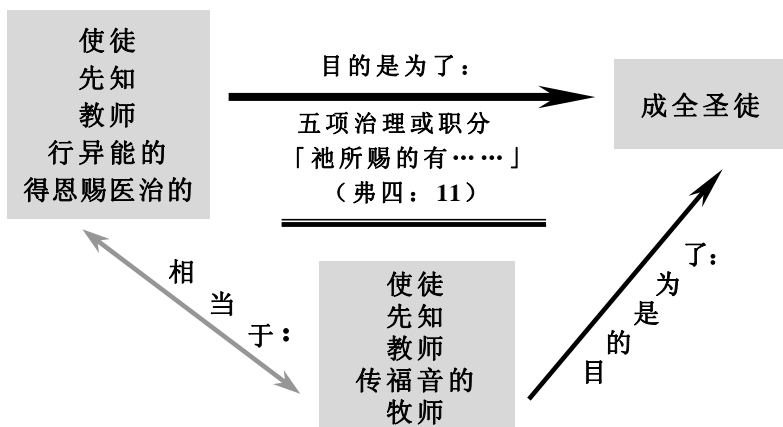 使徒
先知
教师
行异能的
得恩赐医治的
目的是为了：
五项治理或职分
「祂所赐的有……」
（弗四：11）
成全圣徒
相当于：
使徒
先知
教师
传福音的
牧师
目的是为了：